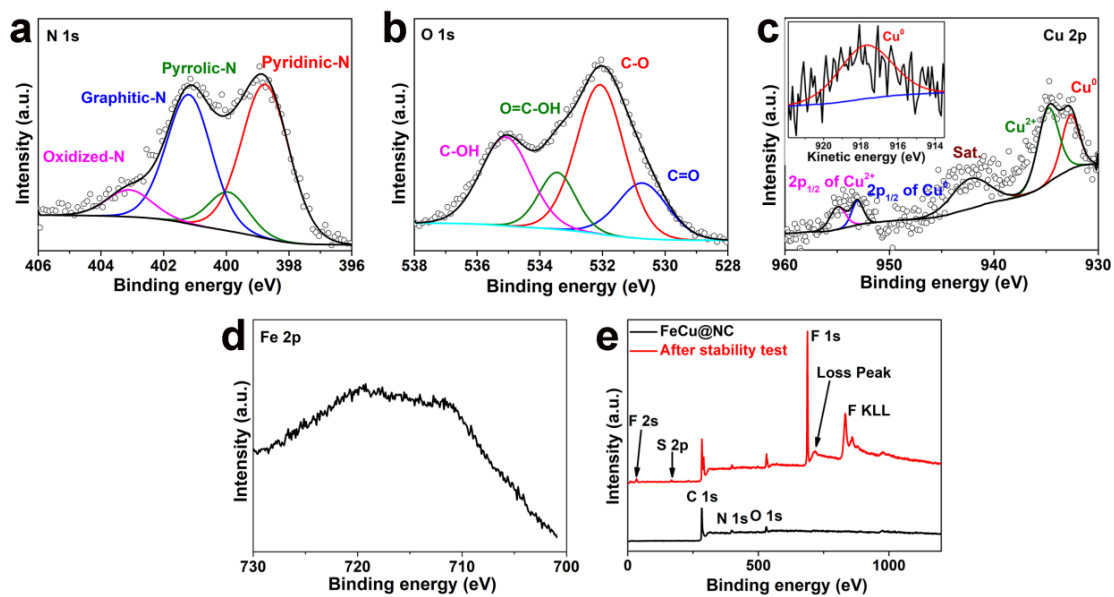 a
N 1s
Pyrrolic-N
Pyridinic-N
Graphitic-N
Oxidized-N
Intensity (a.u.)
406 404 402 400 398 396
Binding energy (eV)
b
O 1s
C-O
O=C-OH
C-OH
C=O
Intensity (a.u.)
538 536 534 532 530 528
Binding energy (eV)
c
Cu 2p
Cu⁰
920 918 916 914
Kinetic energy (eV)
Cu⁰
Cu²⁺
Sat.
2p₁/₂ of Cu²⁺
2p₁/₂ of Cu⁰
Intensity (a.u.)
960 950 940 930
Binding energy (eV)
d
Fe 2p
Intensity (a.u.)
730 720 710 700
Binding energy (eV)
e
FeCu@NC
After stability test
F 1s
Loss Peak
F KLL
F 2s
S 2p
C 1s
N 1s O 1s
Intensity (a.u.)
0 500 1000
Binding energy (eV)